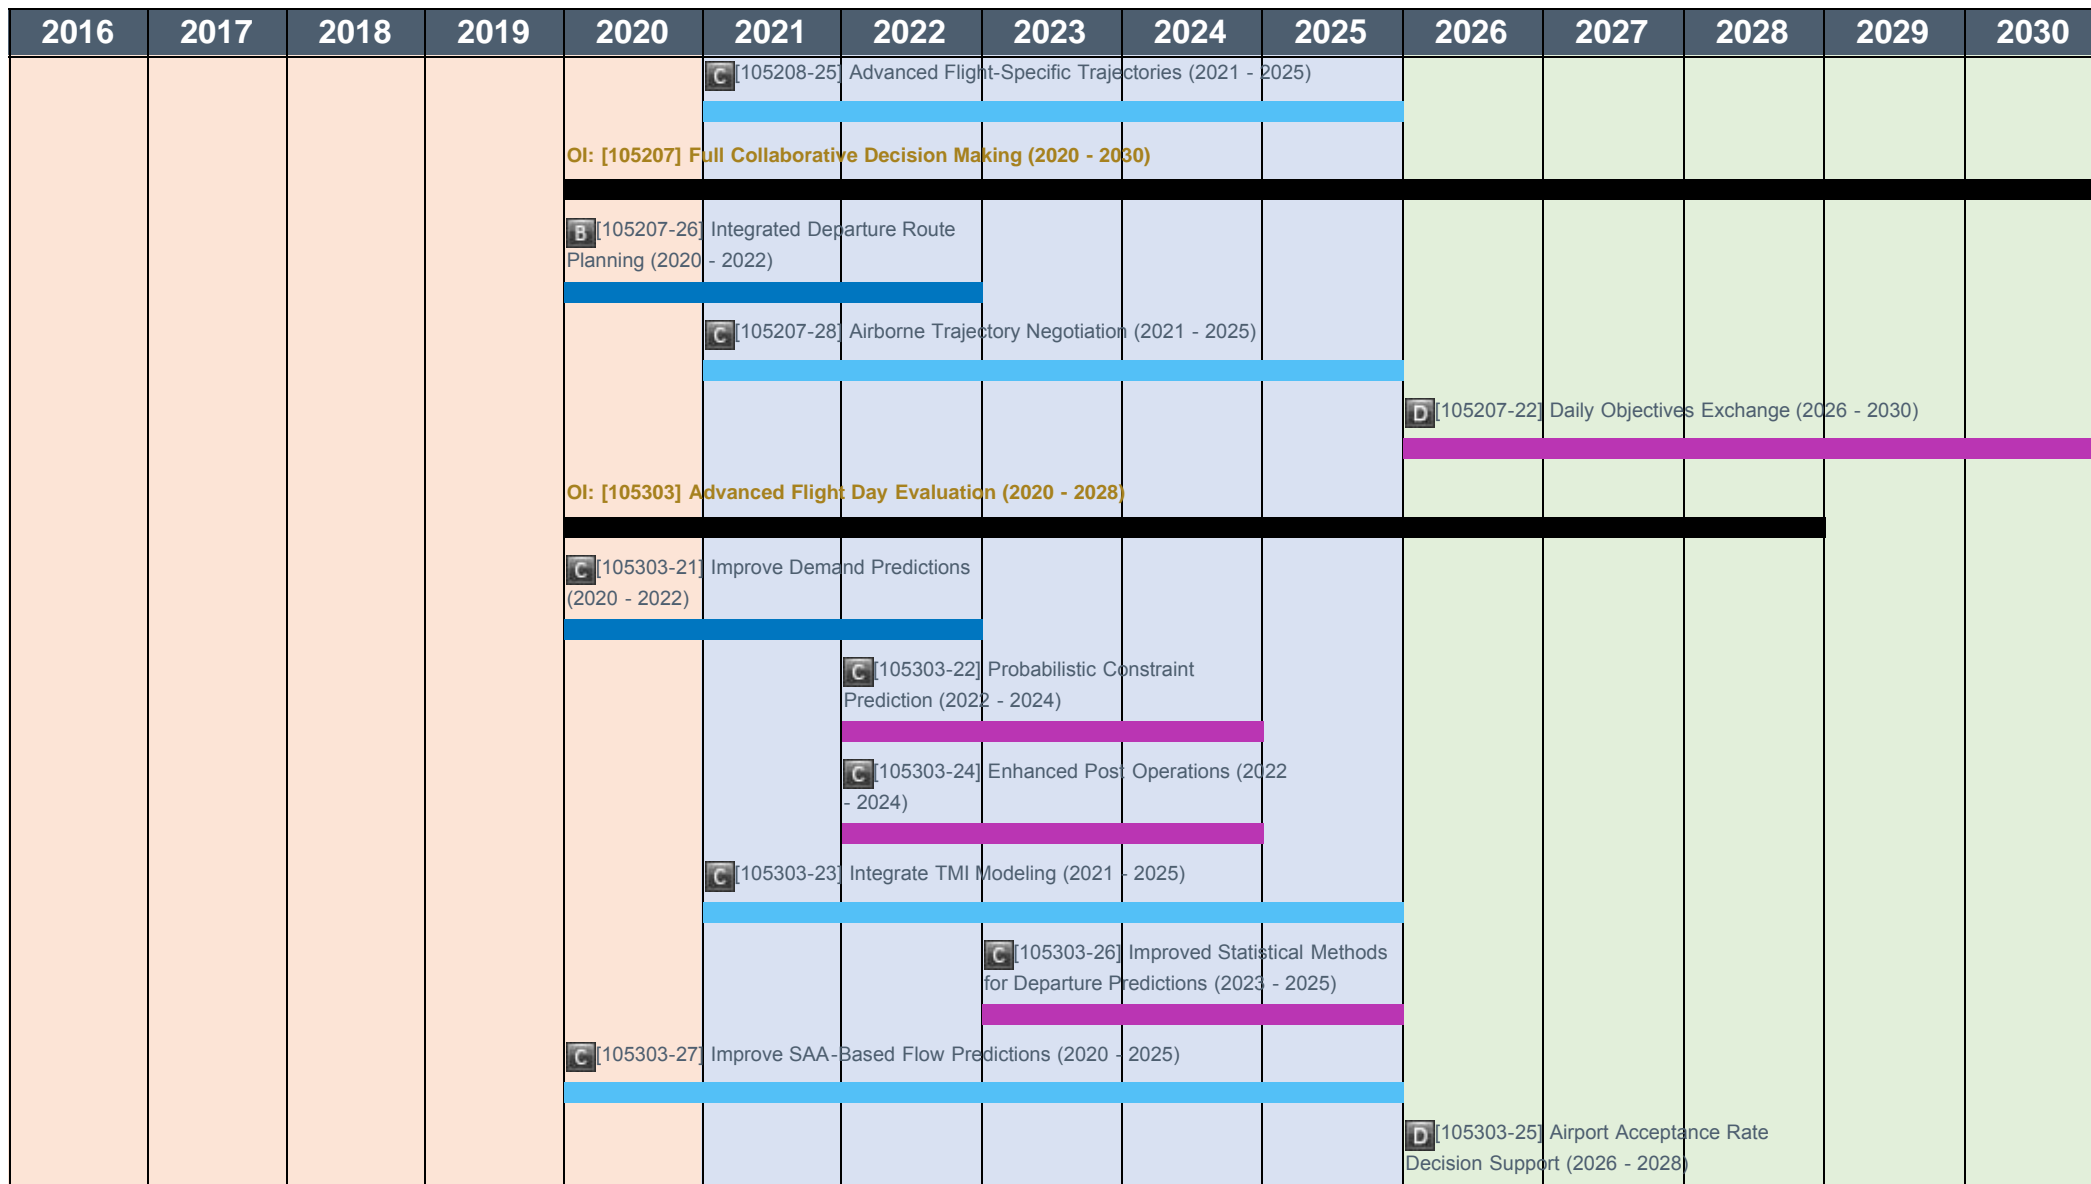 2016 2017 2018 2019 2020 2021 2022 2023 2024 2025 2026 2027 2028 2029 2030
C [105208-25] Advanced Flight-Specific Trajectories (2021 - 2025)
OI: [105207] Full Collaborative Decision Making (2020 - 2030)
B [105207-26] Integrated Departure Route
Planning (2020 - 2022)
C [105207-28] Airborne Trajectory Negotiation (2021 - 2025)
D [105207-22] Daily Objectives Exchange (2026 - 2030)
OI: [105303] Advanced Flight Day Evaluation (2020 - 2028)
C [105303-21] Improve Demand Predictions
(2020 - 2022)
C [105303-22] Probabilistic Constraint
Prediction (2022 - 2024)
C [105303-24] Enhanced Post Operations (2022
- 2024)
C [105303-23] Integrate TMI Modeling (2021 - 2025)
C [105303-26] Improved Statistical Methods
for Departure Predictions (2023 - 2025)
C [105303-27] Improve SAA-Based Flow Predictions (2020 - 2025)
D [105303-25] Airport Acceptance Rate
Decision Support (2026 - 2028)